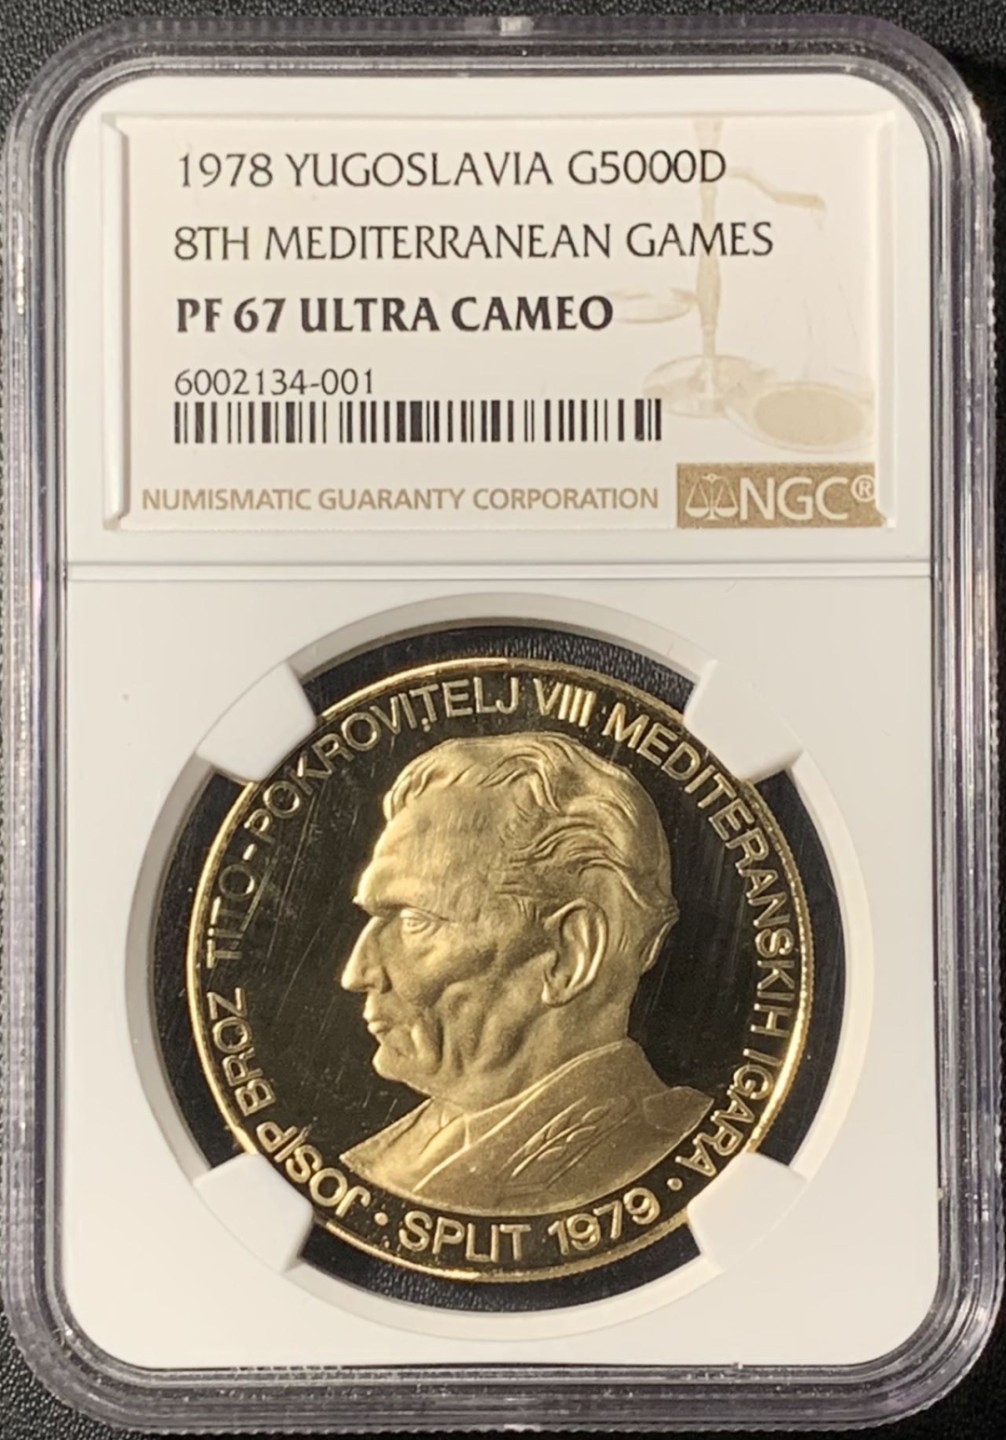 1978 YUGOSLAVIA G5000D
8TH MEDITERRANEAN GAMES
PF 67 ULTRA CAMEO
6002134-001
NUMISMATIC GUARANTY CORPORATION
NGC®
JOSIP BROZ TITO-POKROVITELJ VIII MEDITERANSKIH IGARA
• SPLIT 1979 •